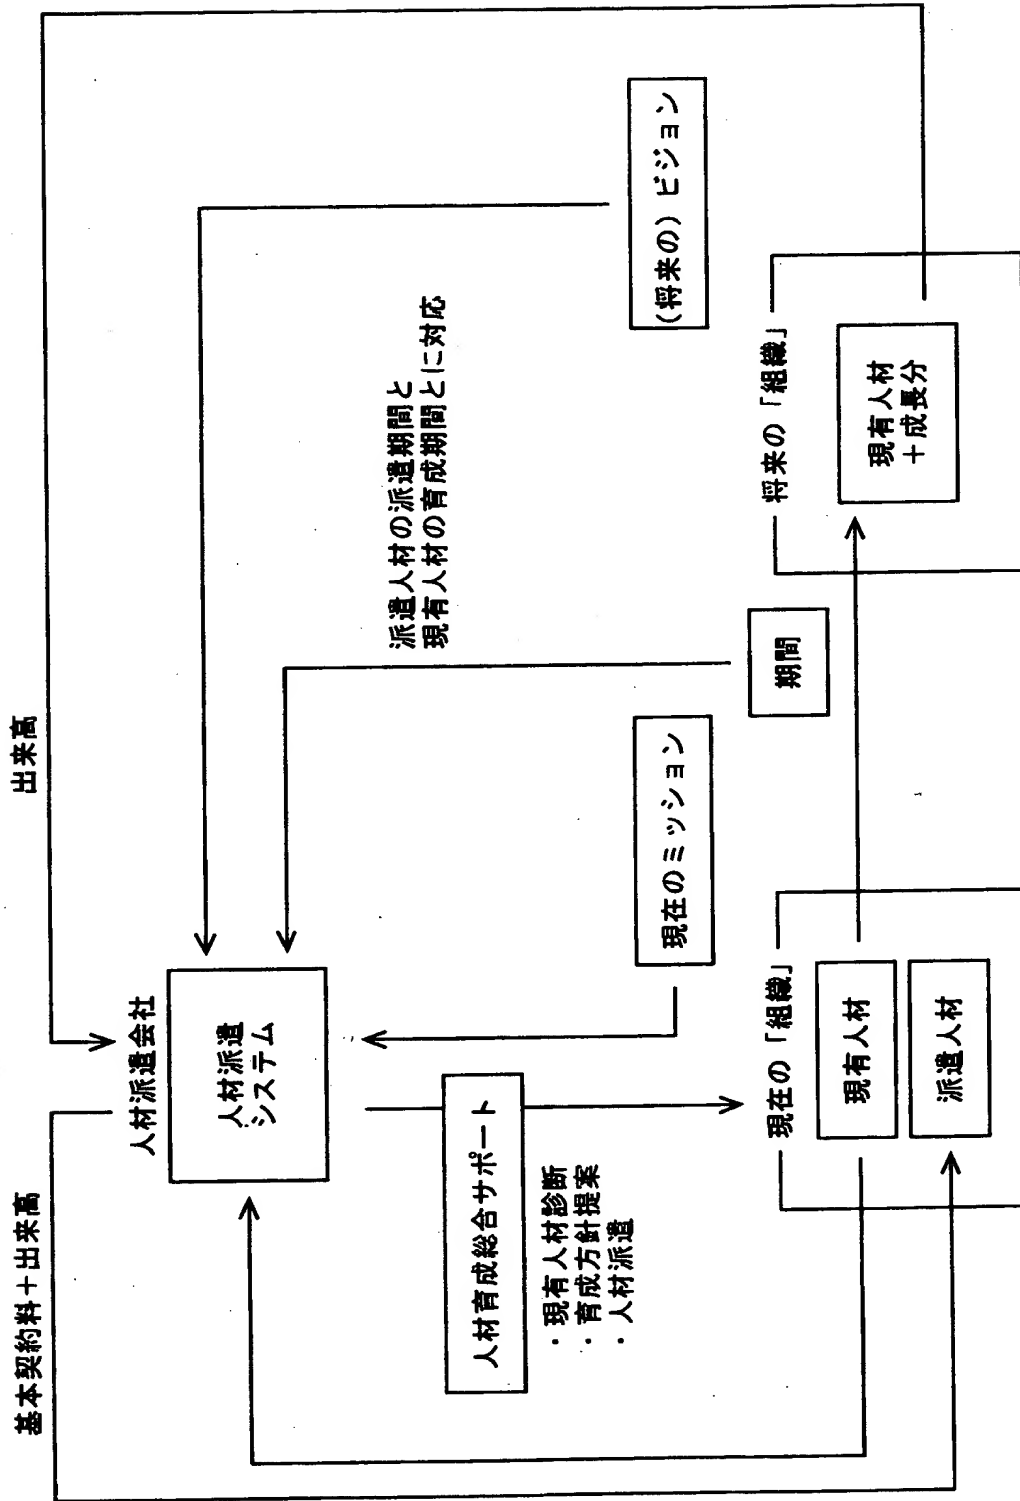 基本契約料+出来高
出来高
人材派遣会社
人材派遣
システム
派遣人材の派遣期間と
現有人材の育成期間とに対応
人材育成総合サポート
・現有人材診断
・育成方針提案
・人材派遣
現在のミッション
(将来の)ビジョン
期間
現在の「組織」
現有人材
派遣人材
将来の「組織」
現有人材
+成長分